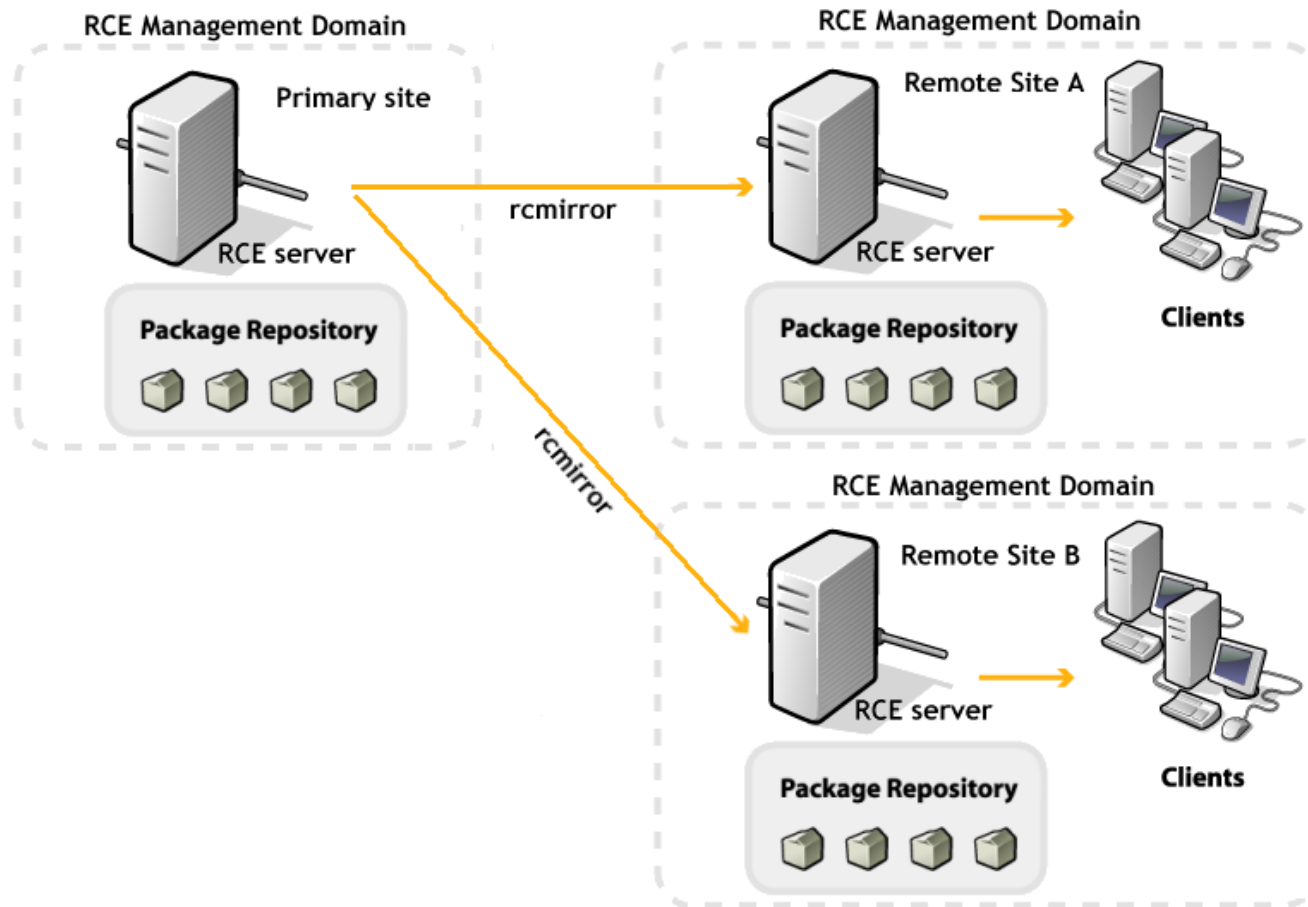 RCE Management Domain
Primary site
RCE server
Package Repository
rcmirror
rcmirror
RCE Management Domain
Remote Site A
RCE server
Clients
Package Repository
RCE Management Domain
Remote Site B
RCE server
Clients
Package Repository